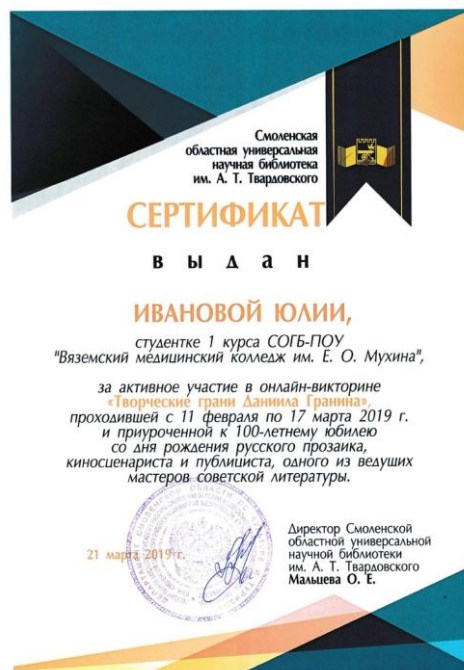 Смоленская
областная универсальная
научная библиотека
им. А. Т. Твардовского
СЕРТИФИКАТ
выдан
ИВАНОВОЙ ЮЛИИ,
студентке 1 курса СОГБ-ПОУ
"Вяземский медицинский колледж им. Е. О. Мухина",
за активное участие в онлайн-викторине
«Творческие грани Даниила Гранина»,
проходившей с 11 февраля по 17 марта 2019 г.
и приуроченной к 100-летнему юбилею
со дня рождения русского прозаика,
киносценариста и публициста, одного из ведущих
мастеров советской литературы.
21 марта 2019 г.
Директор Смоленской
областной универсальной
научной библиотеки
им. А. Т. Твардовского
Мальцева О. Е.